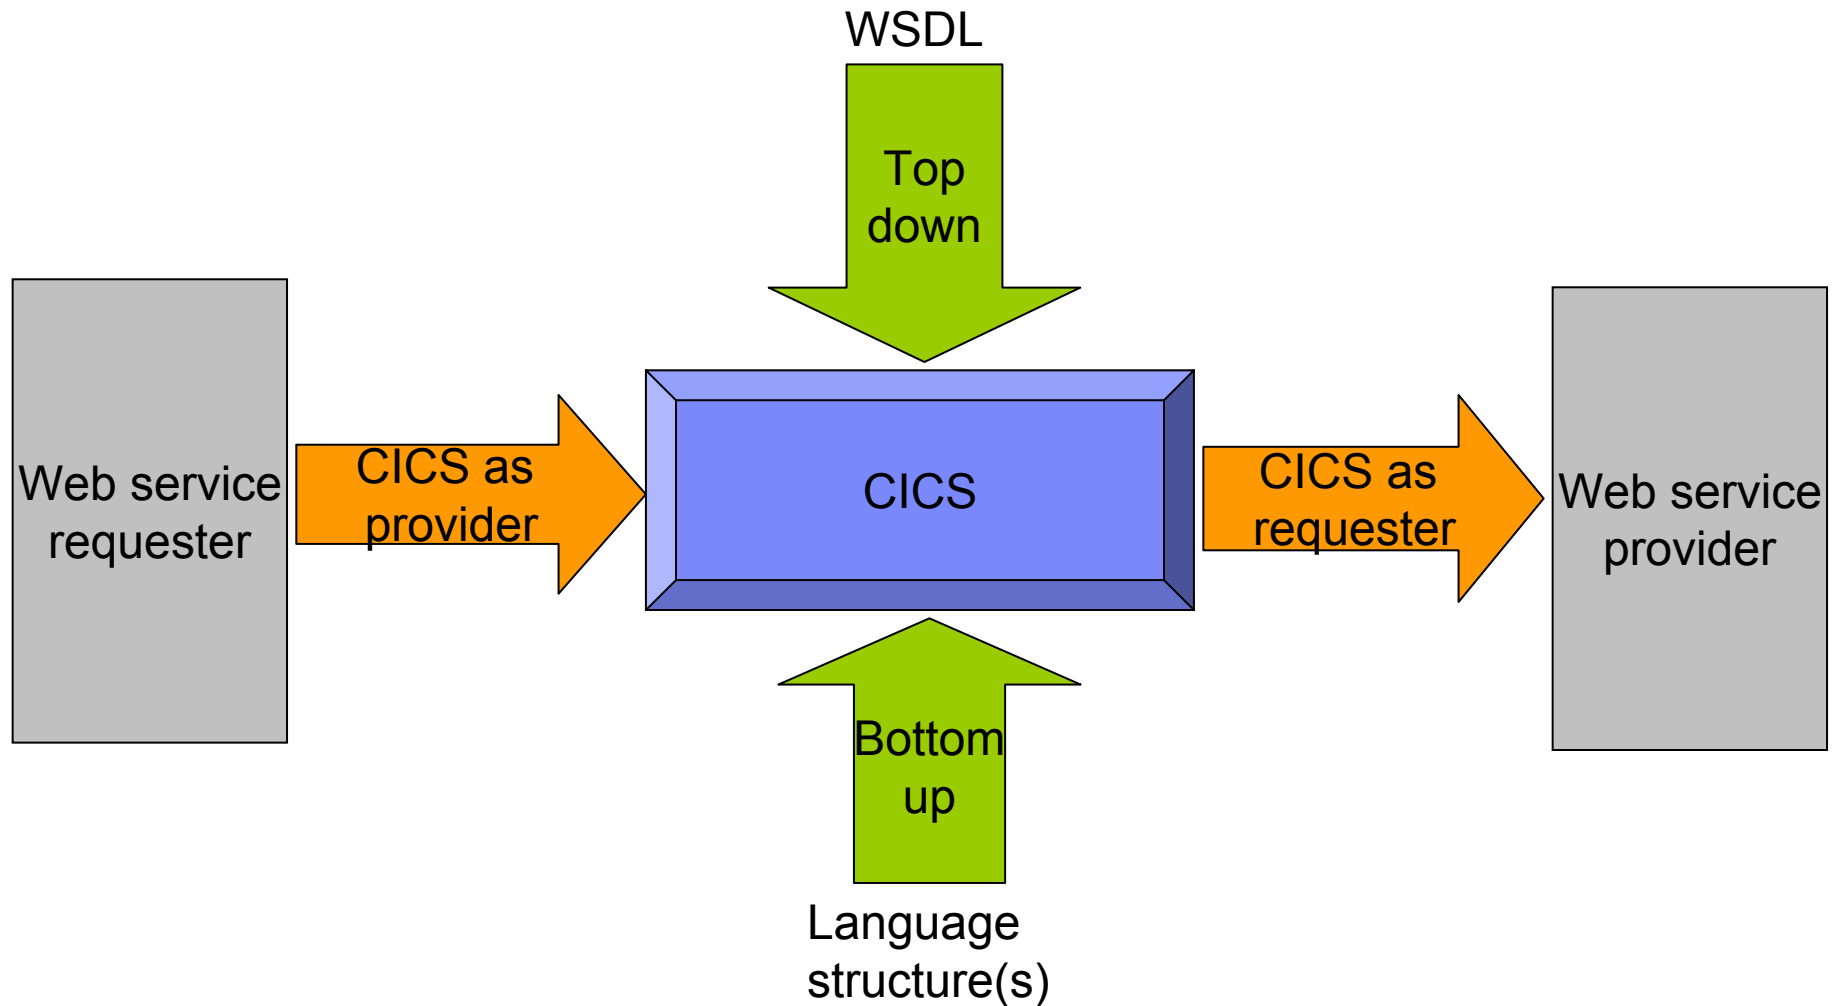 WSDL
Top
down
Web service
requester
CICS as
provider
CICS
CICS as
requester
Web service
provider
Bottom
up
Language
structure(s)